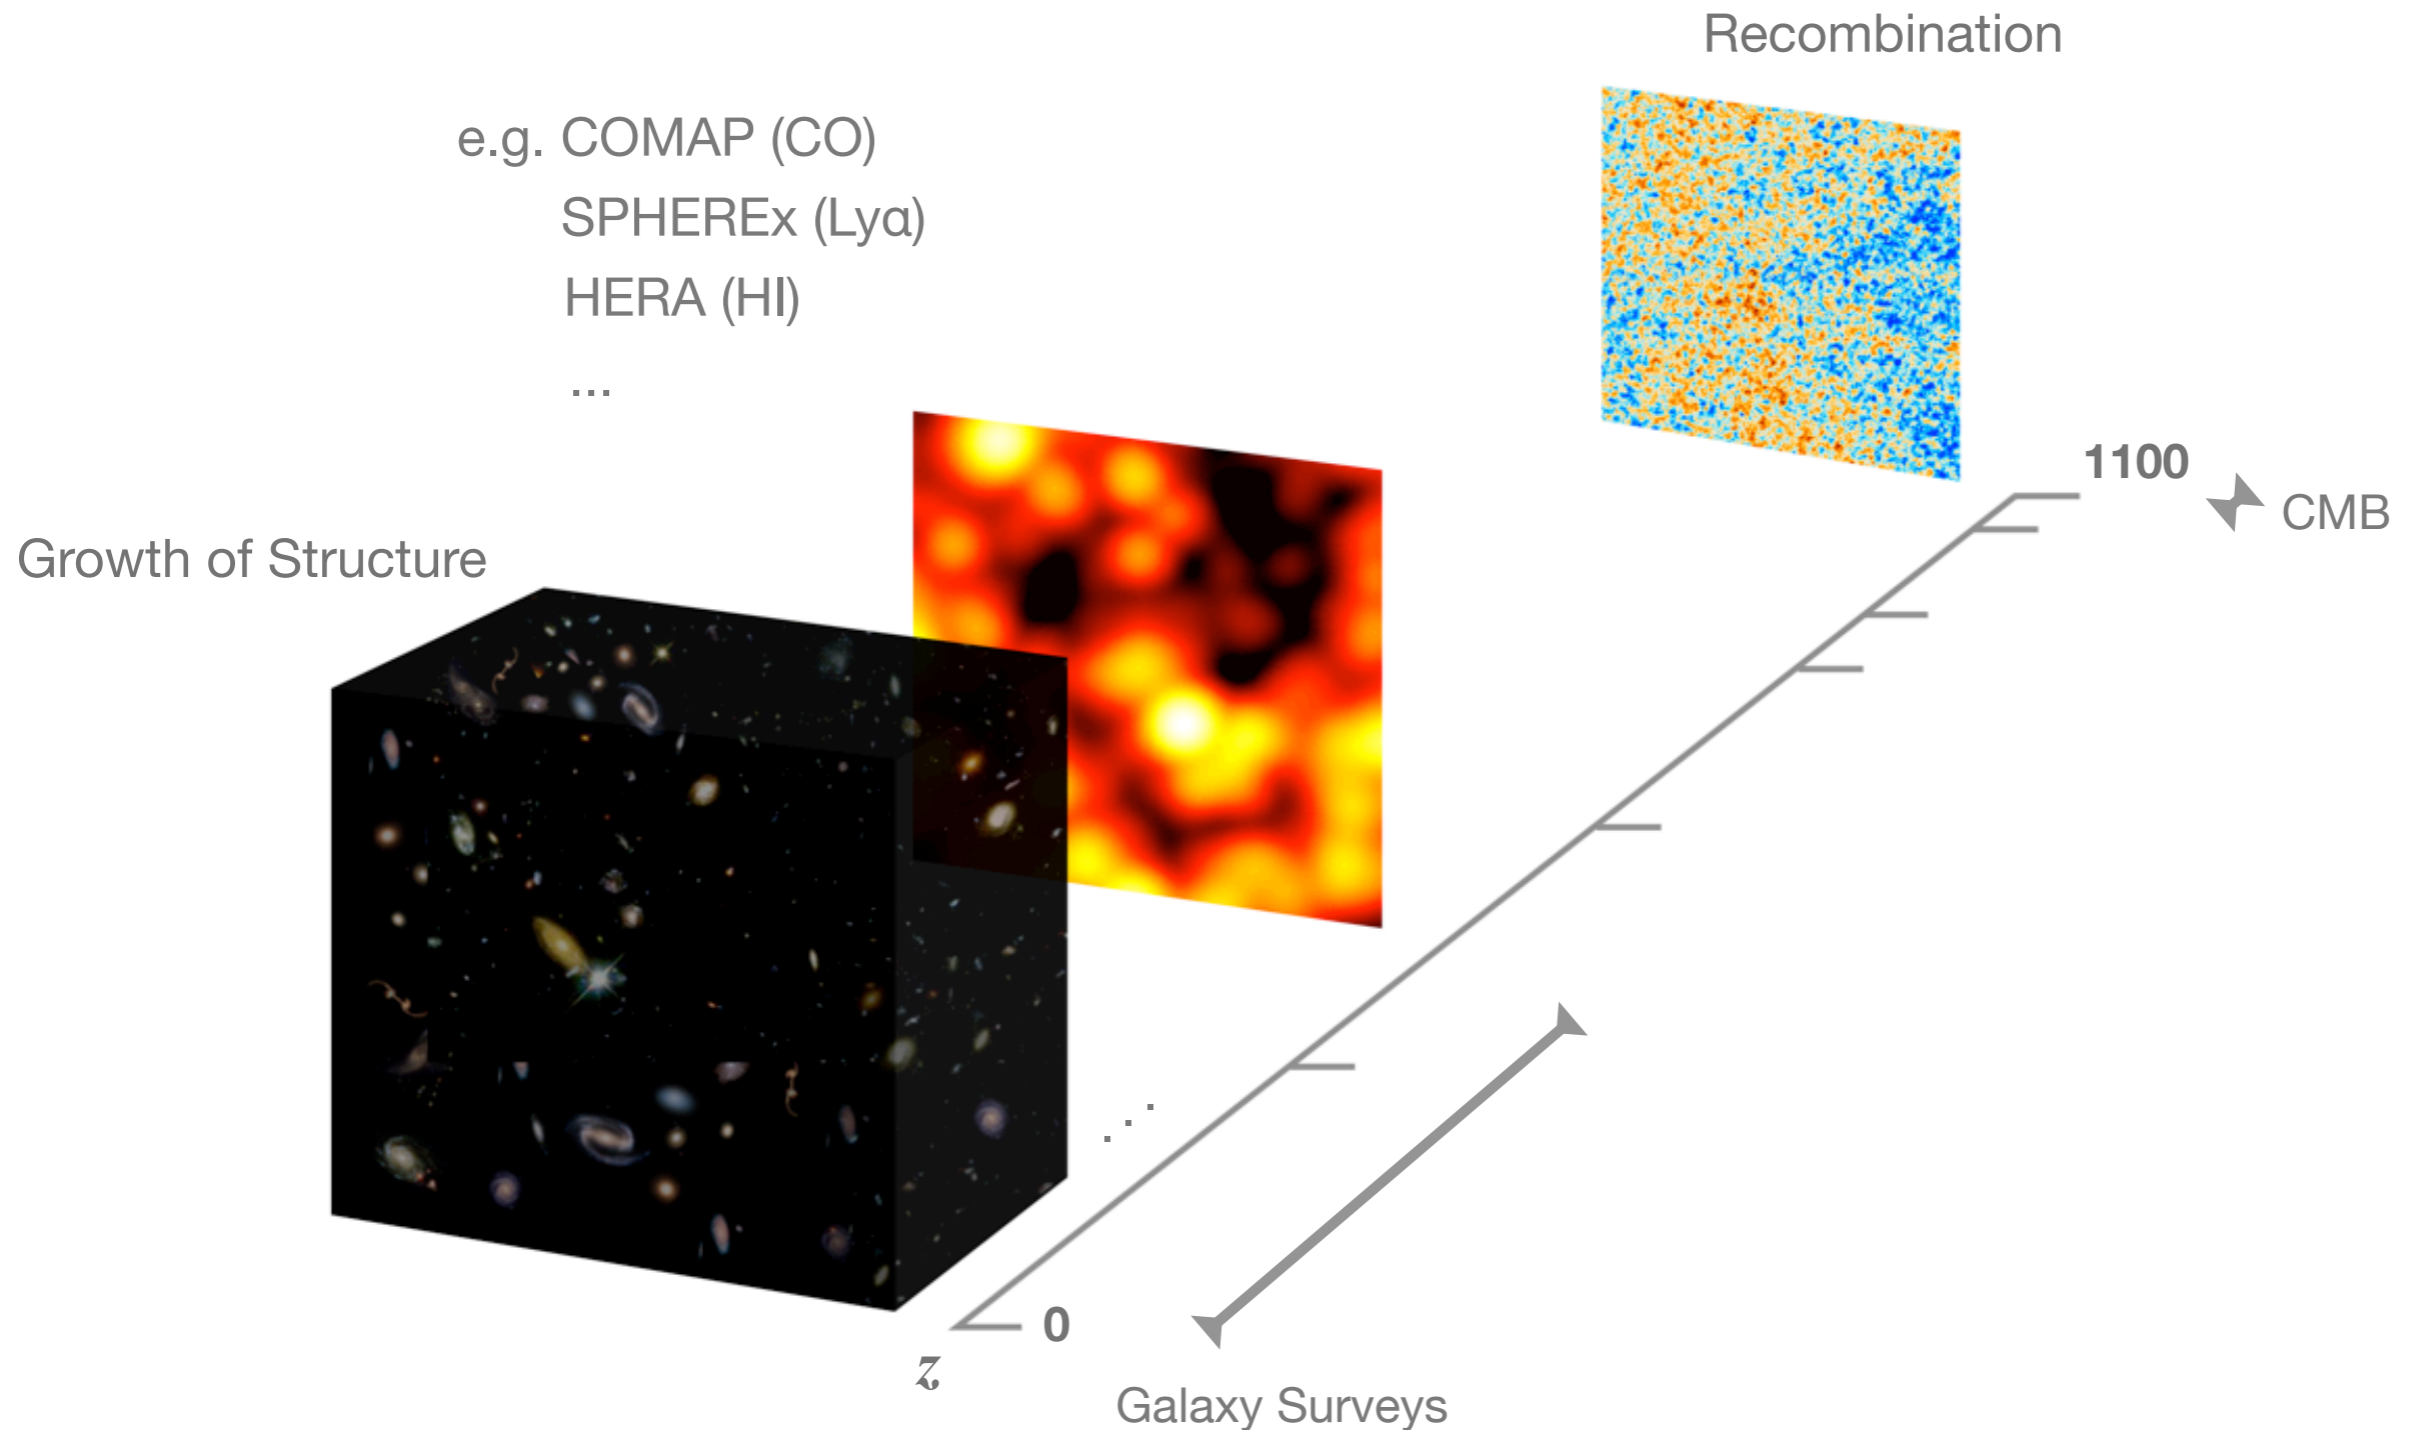 Recombination
e.g. COMAP (CO)
SPHEREx (Lyα)
HERA (HI)
...
1100
CMB
Growth of Structure
...
0
z
Galaxy Surveys